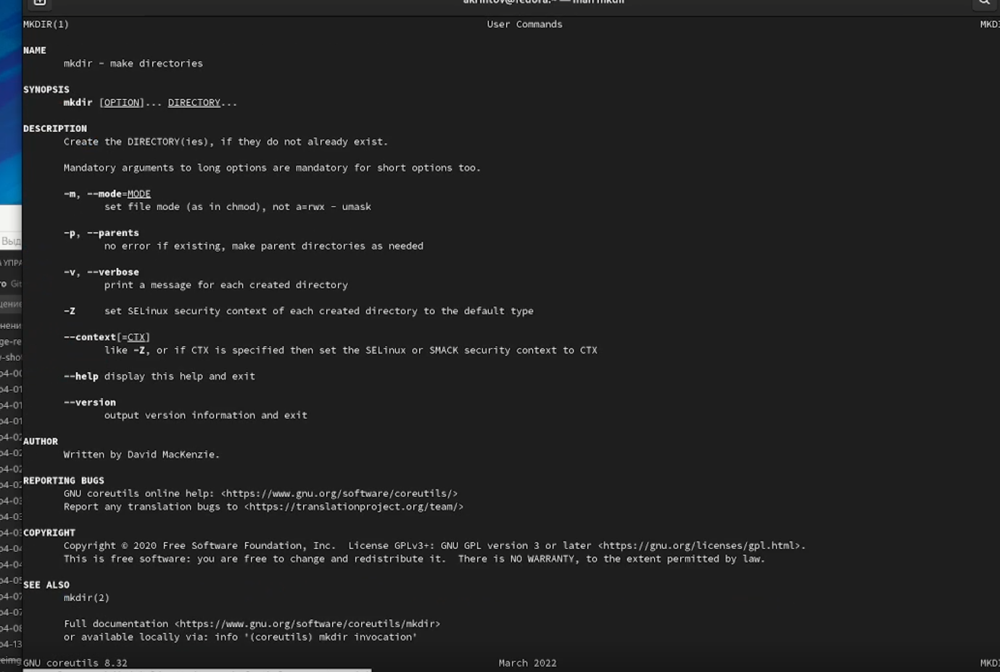 MKDIR(1) User Commands MKD
NAME
mkdir - make directories
SYNOPSIS
mkdir [OPTION]... DIRECTORY...
DESCRIPTION
Create the DIRECTORY(ies), if they do not already exist.
Mandatory arguments to long options are mandatory for short options too.
-m, --mode=MODE
set file mode (as in chmod), not a=rwx - umask
-p, --parents
no error if existing, make parent directories as needed
-v, --verbose
print a message for each created directory
-Z set SELinux security context of each created directory to the default type
--context[=CTX]
like -Z, or if CTX is specified then set the SELinux or SMACK security context to CTX
--help display this help and exit
--version
output version information and exit
AUTHOR
Written by David MacKenzie.
REPORTING BUGS
GNU coreutils online help: <https://www.gnu.org/software/coreutils/>
Report any translation bugs to <https://translationproject.org/team/>
COPYRIGHT
Copyright © 2020 Free Software Foundation, Inc. License GPLv3+: GNU GPL version 3 or later <https://gnu.org/licenses/gpl.html>.
This is free software: you are free to change and redistribute it. There is NO WARRANTY, to the extent permitted by law.
SEE ALSO
mkdir(2)
Full documentation <https://www.gnu.org/software/coreutils/mkdir>
or available locally via: info '(coreutils) mkdir invocation'
GNU coreutils 8.32 March 2022 MKD